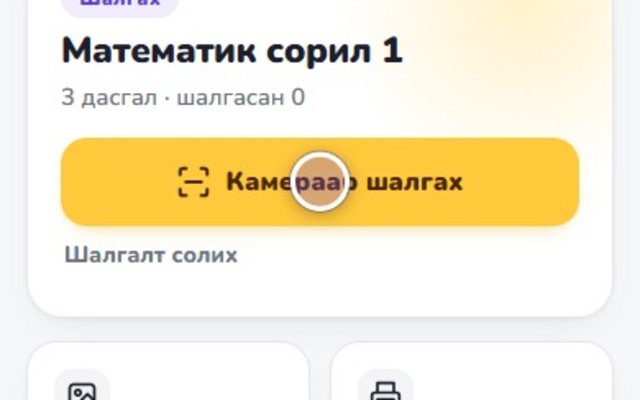 Шалгах
Математик сорил 1
3 дасгал · шалгасан 0
Камераар шалгах
Шалгалт солих